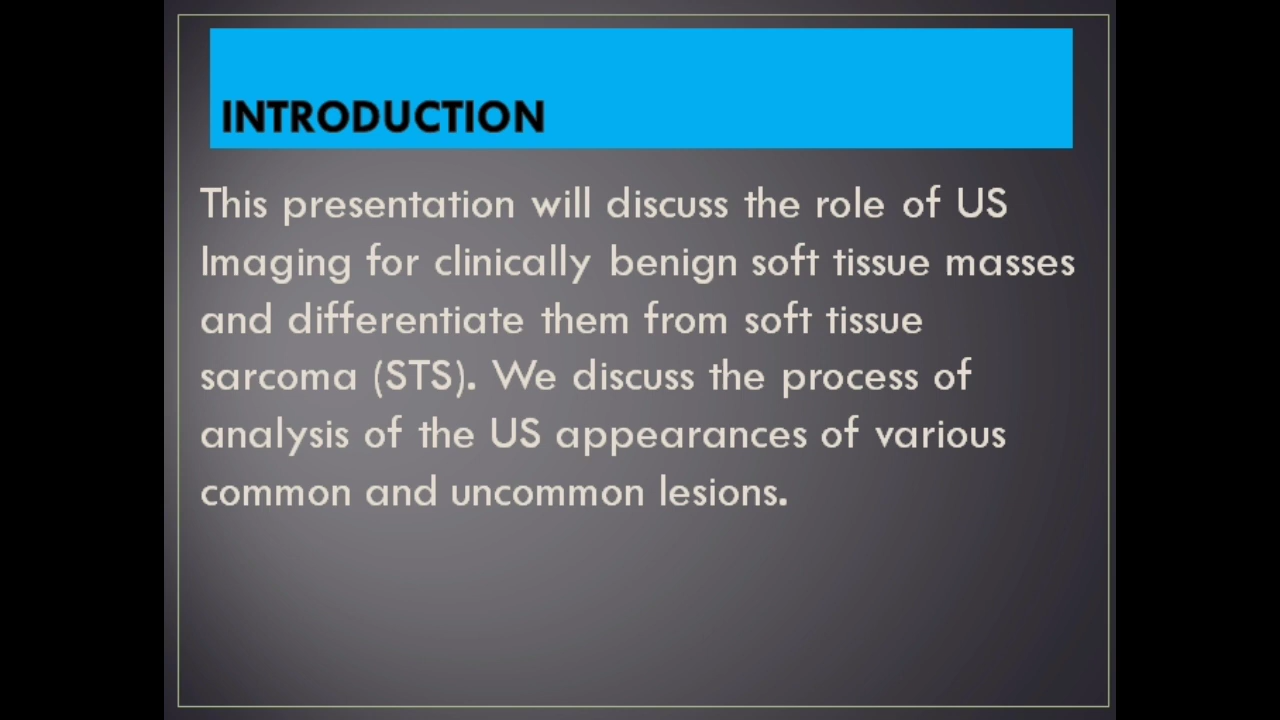 INTRODUCTION
This presentation will discuss the role of US
Imaging for clinically benign soft tissue masses
and differentiate them from soft tissue
sarcoma (STS). We discuss the process of
analysis of the US appearances of various
common and uncommon lesions.